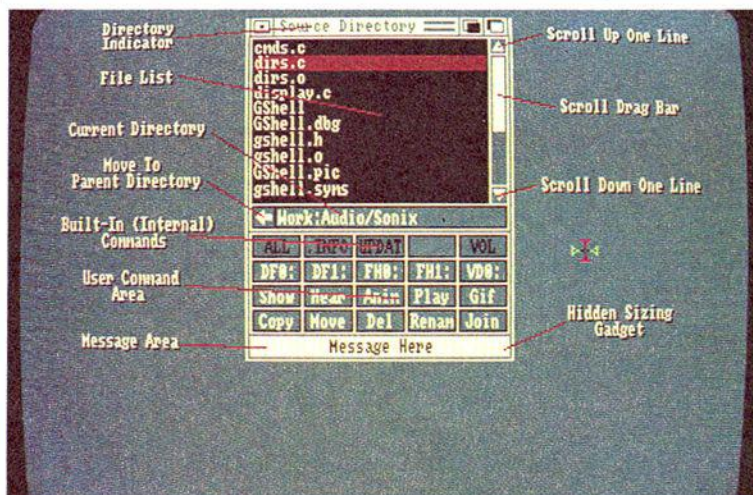 Directory
Indicator
File List
Current Directory
Move To
Parent Directory
Built-In (Internal)
Commands
User Command
Area
Message Area
Source Directory
cmds.c
dirs.c
dirs.o
display.c
GShell
GShell.dbg
gshell.h
gshell.o
GShell.pic
gshell.syms
Work:Audio/Sonix
ALL .INFO UPDAT VOL
DF0: DF1: FH0: FH1: VD0:
Show Hear Anim Play Gif
Copy Move Del Renam Join
Message Here
Scroll Up One Line
Scroll Drag Bar
Scroll Down One Line
Hidden Sizing
Gadget